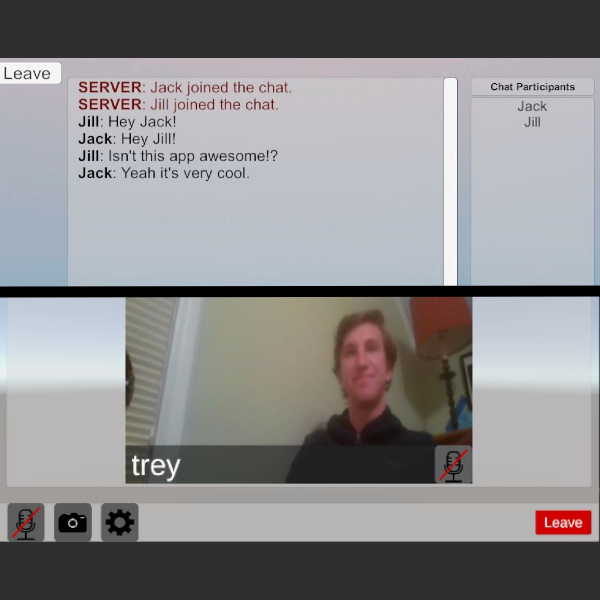 Leave
SERVER: Jack joined the chat.
SERVER: Jill joined the chat.
Jill: Hey Jack!
Jack: Hey Jill!
Jill: Isn't this app awesome!?
Jack: Yeah it's very cool.
Chat Participants
Jack
Jill
trey
Leave